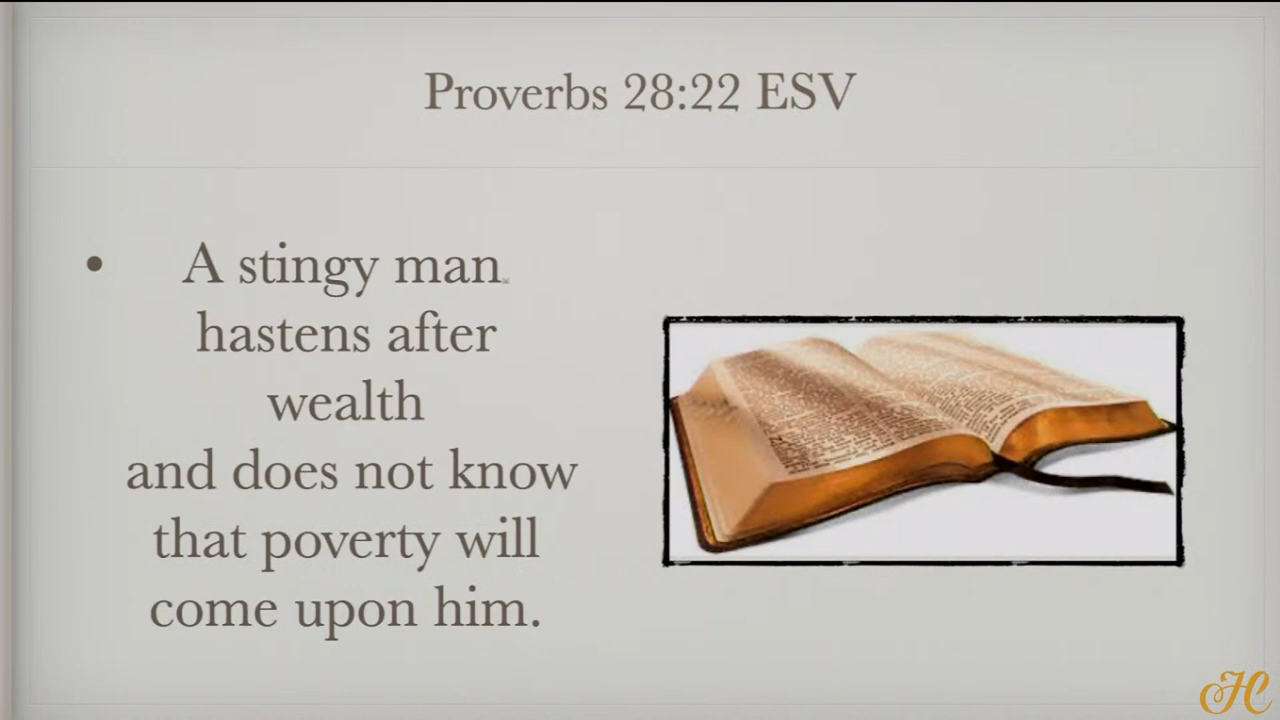 Proverbs 28:22 ESV
• A stingy man
hastens after
wealth
and does not know
that poverty will
come upon him.
HC